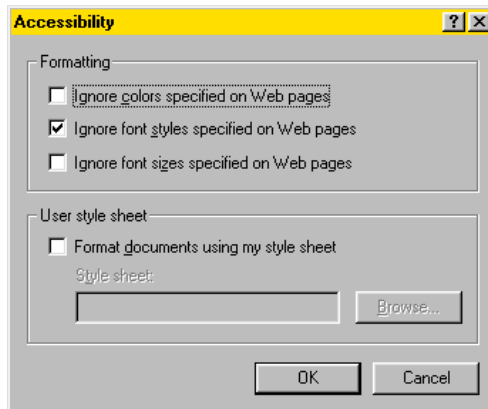 Accessibility
Formatting
Ignore colors specified on Web pages
Ignore font styles specified on Web pages
Ignore font sizes specified on Web pages
User style sheet
Format documents using my style sheet
Style sheet:
Browse...
OK Cancel